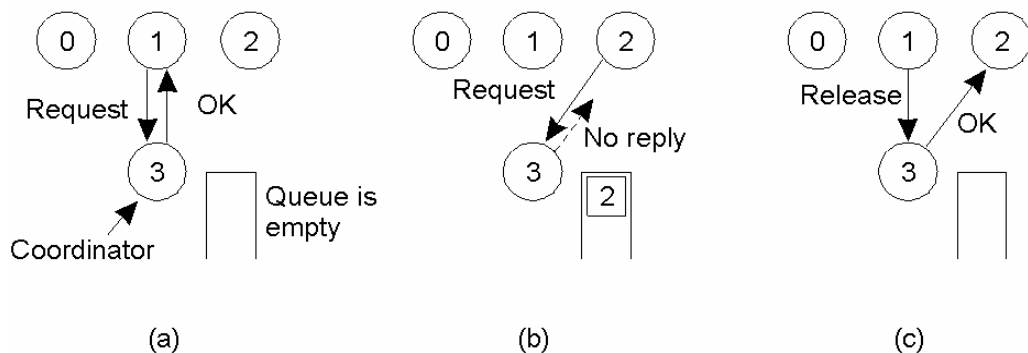 0 1 2
Request OK
3
Queue is
empty
Coordinator
(a)
0 1 2
Request
No reply
3
2
(b)
0 1 2
Release
OK
3
(c)